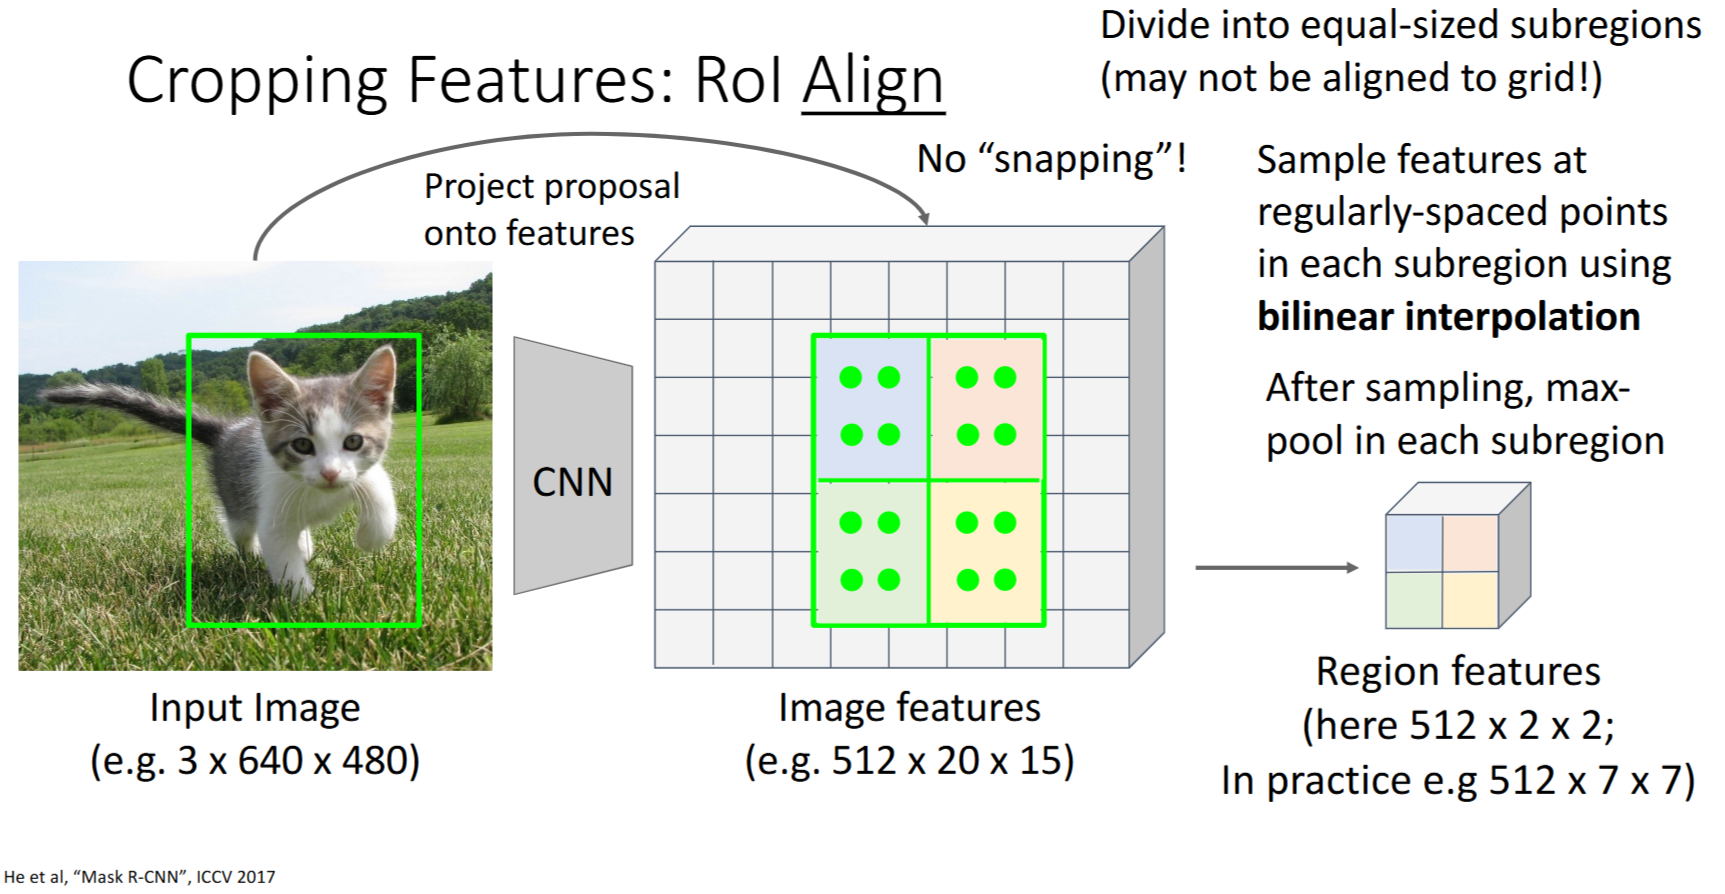 Cropping Features: RoI Align
Divide into equal-sized subregions
(may not be aligned to grid!)
Project proposal
onto features
No “snapping”!
Sample features at
regularly-spaced points
in each subregion using
bilinear interpolation
After sampling, max-
pool in each subregion
CNN
Input Image
(e.g. 3 x 640 x 480)
Image features
(e.g. 512 x 20 x 15)
Region features
(here 512 x 2 x 2;
In practice e.g 512 x 7 x 7)
He et al, “Mask R-CNN”, ICCV 2017